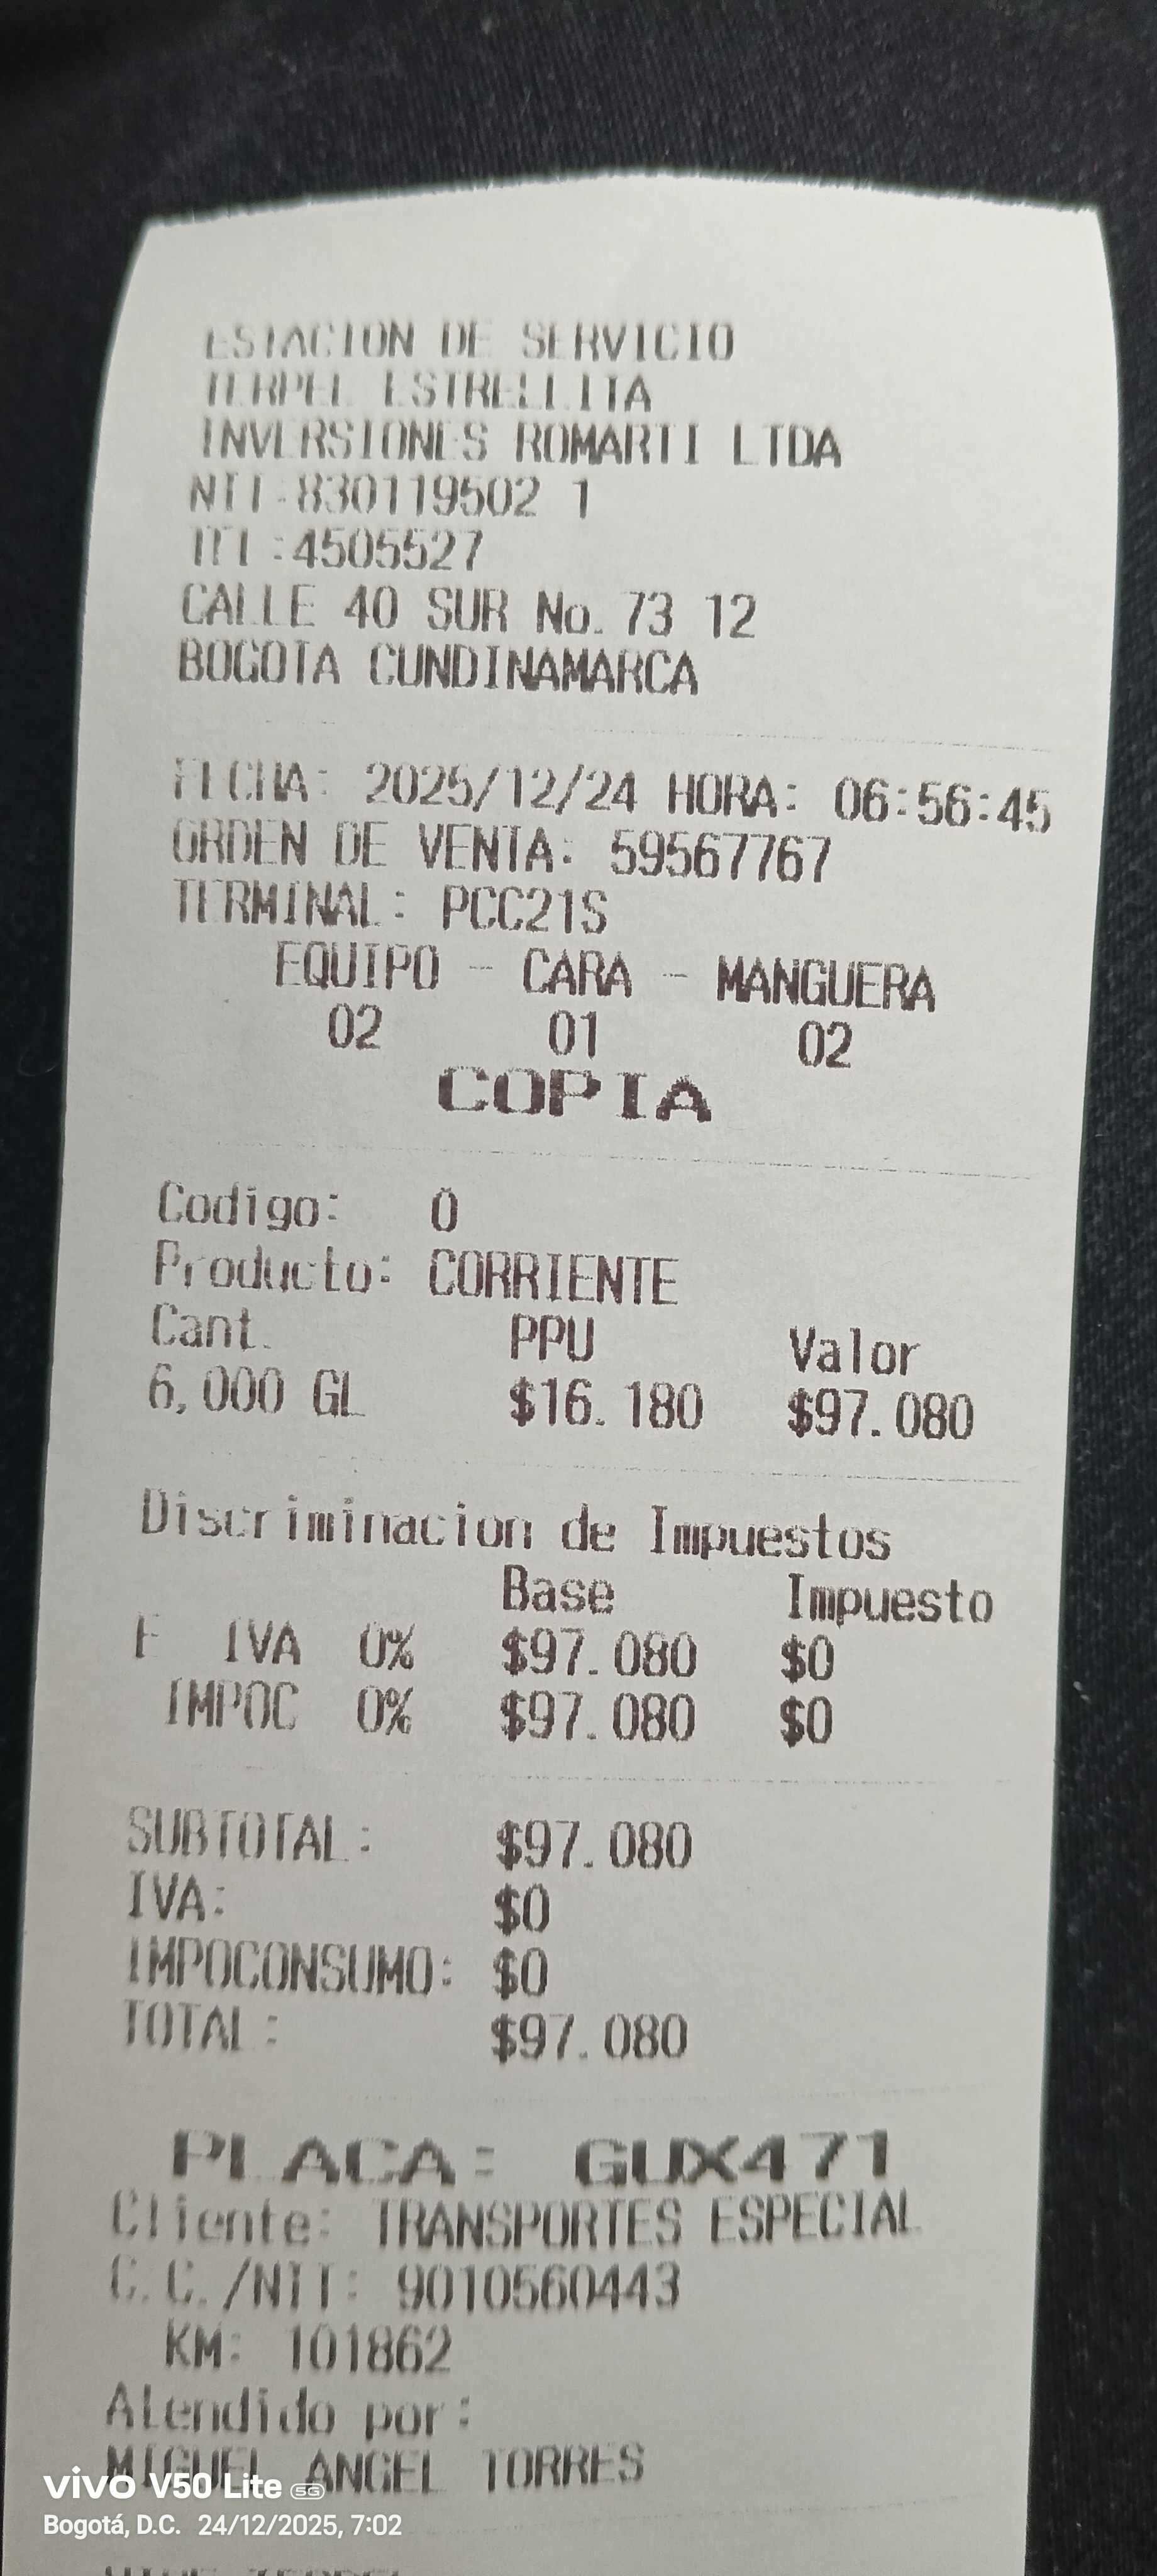 ESTACION DE SERVICIO
TERPEL ESTRELLITA
INVERSIONES ROMARTI LTDA
NIT:830119502 1
TEL:4505527
CALLE 40 SUR No. 73 12
BOGOTA CUNDINAMARCA
FECHA: 2025/12/24 HORA: 06:56:45
ORDEN DE VENTA: 59567767
TERMINAL: PCC21S
EQUIPO - CARA - MANGUERA
02 01 02
COPIA
Codigo: 0
Producto: CORRIENTE
Cant. PPU Valor
6,000 GL $16.180 $97.080
Discriminacion de Impuestos
Base Impuesto
E IVA 0% $97.080 $0
IMPOC 0% $97.080 $0
SUBTOTAL: $97.080
IVA: $0
IMPOCONSUMO: $0
TOTAL: $97.080
PLACA: GUX471
Cliente: TRANSPORTES ESPECIAL
C.C./NIT: 9010560443
KM: 101862
Atendido por:
MIGUEL ANGEL TORRES
vivo V50 Lite 5G
Bogotá, D.C. 24/12/2025, 7:02